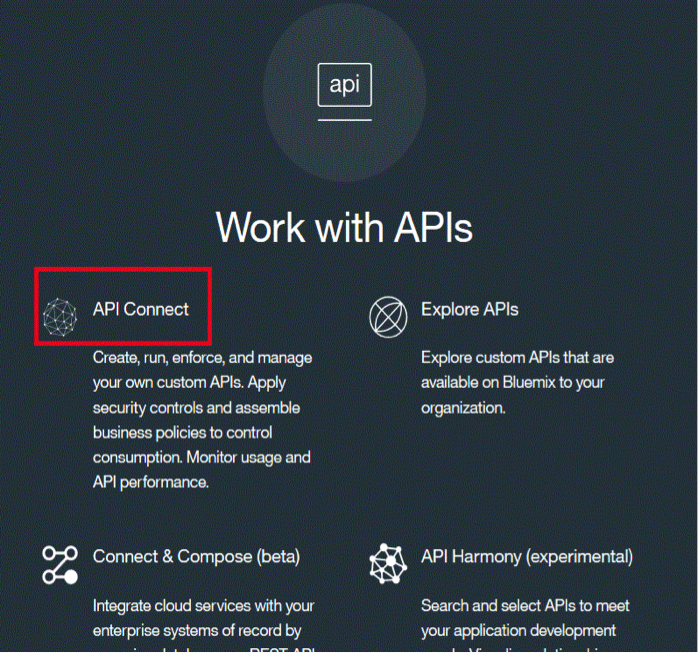 api
Work with APIs
API Connect
Create, run, enforce, and manage
your own custom APIs. Apply
security controls and assemble
business policies to control
consumption. Monitor usage and
API performance.
Explore APIs
Explore custom APIs that are
available on Bluemix to your
organization.
Connect & Compose (beta)
Integrate cloud services with your
enterprise systems of record by
API Harmony (experimental)
Search and select APIs to meet
your application development